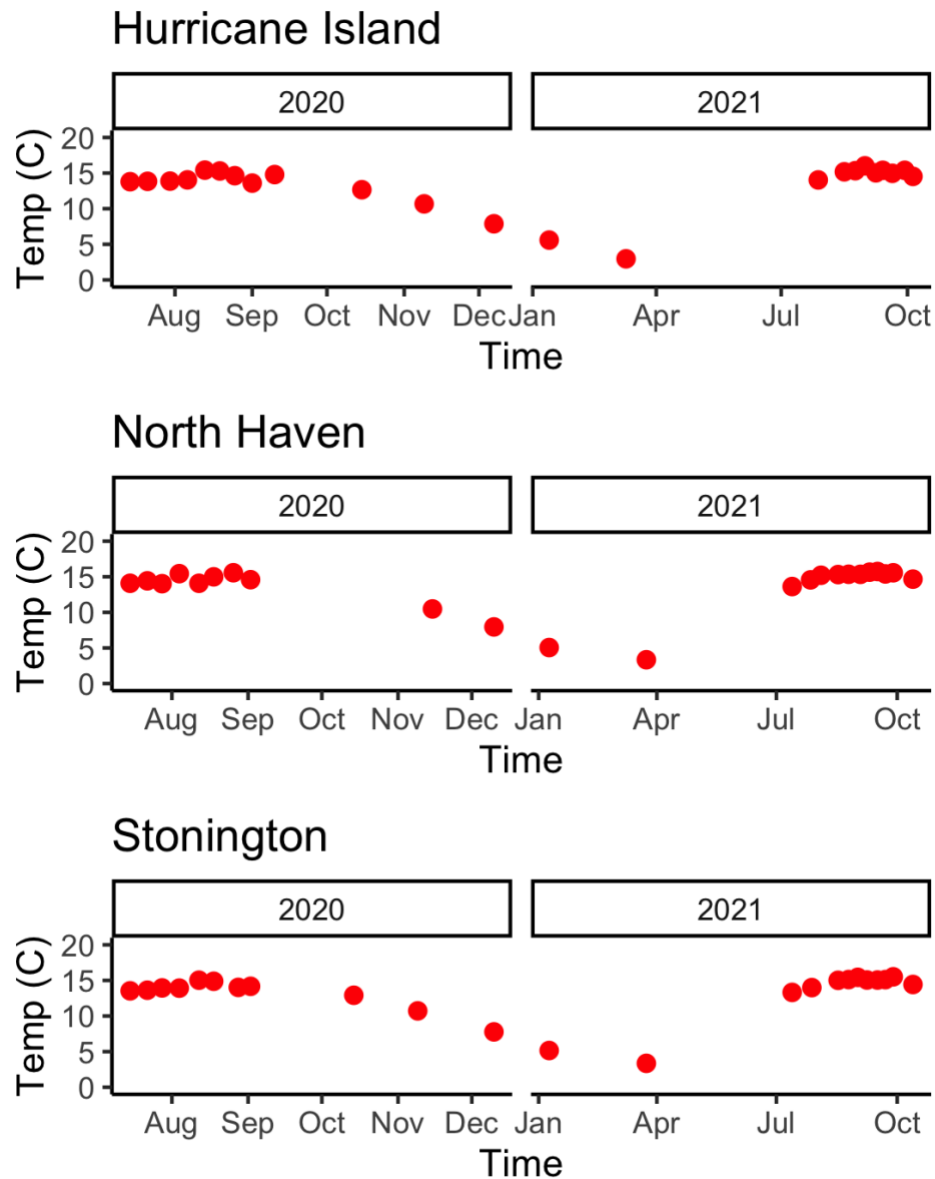 Hurricane Island
2020 2021
Temp (C)
20
15
10
5
0
Aug Sep Oct Nov Dec Jan Apr Jul Oct
Time
North Haven
2020 2021
Temp (C)
20
15
10
5
0
Aug Sep Oct Nov Dec Jan Apr Jul Oct
Time
Stonington
2020 2021
Temp (C)
20
15
10
5
0
Aug Sep Oct Nov Dec Jan Apr Jul Oct
Time